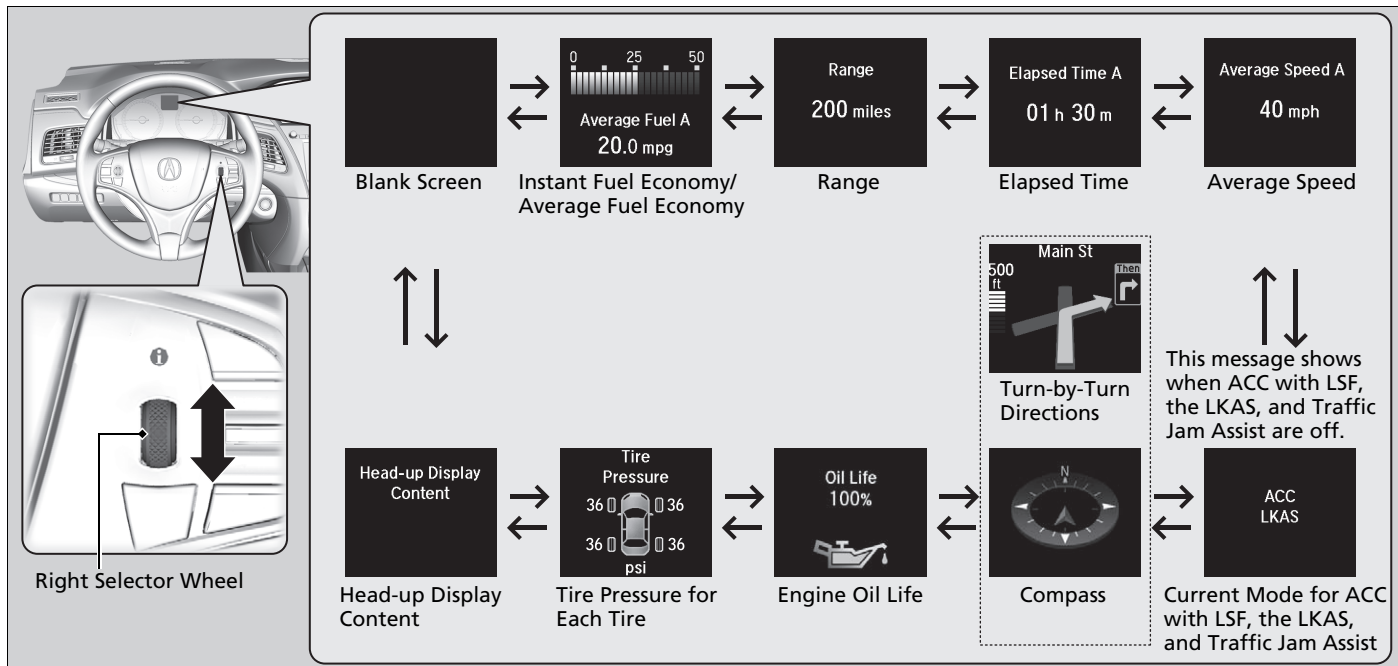 0 25 50
Average Fuel A
20.0 mpg
Range
200 miles
Elapsed Time A
01 h 30 m
Average Speed A
40 mph
Blank Screen
Instant Fuel Economy/
Average Fuel Economy
Range
Elapsed Time
Average Speed
Main St
500
ft
Then
Turn-by-Turn
Directions
This message shows
when ACC with LSF,
the LKAS, and Traffic
Jam Assist are off.
Head-up Display
Content
Tire
Pressure
36 36
36 36
psi
Oil Life
100%
N
ACC
LKAS
Right Selector Wheel
Head-up Display
Content
Tire Pressure for
Each Tire
Engine Oil Life
Compass
Current Mode for ACC
with LSF, the LKAS,
and Traffic Jam Assist